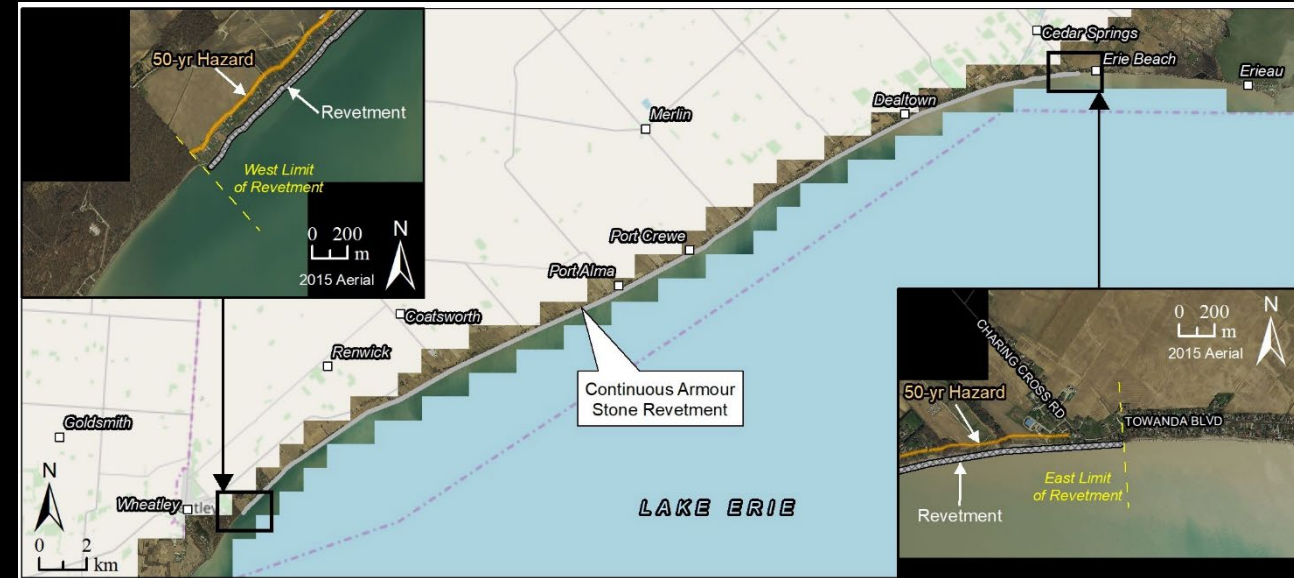 50-yr Hazard
Revetment
West Limit
of Revetment
0 200
m
2015 Aerial
N
Cedar Springs
Erie Beach
Erieau
Dealtown
Merlin
Port Crewe
Port Alma
Coatsworth
Renwick
Continuous Armour
Stone Revetment
Goldsmith
N
Wheatley
tley
0 2
km
LAKE ERIE
0 200
m
2015 Aerial
N
CHARING CROSS RD
50-yr Hazard
TOWANDA BLVD
East Limit
of Revetment
Revetment